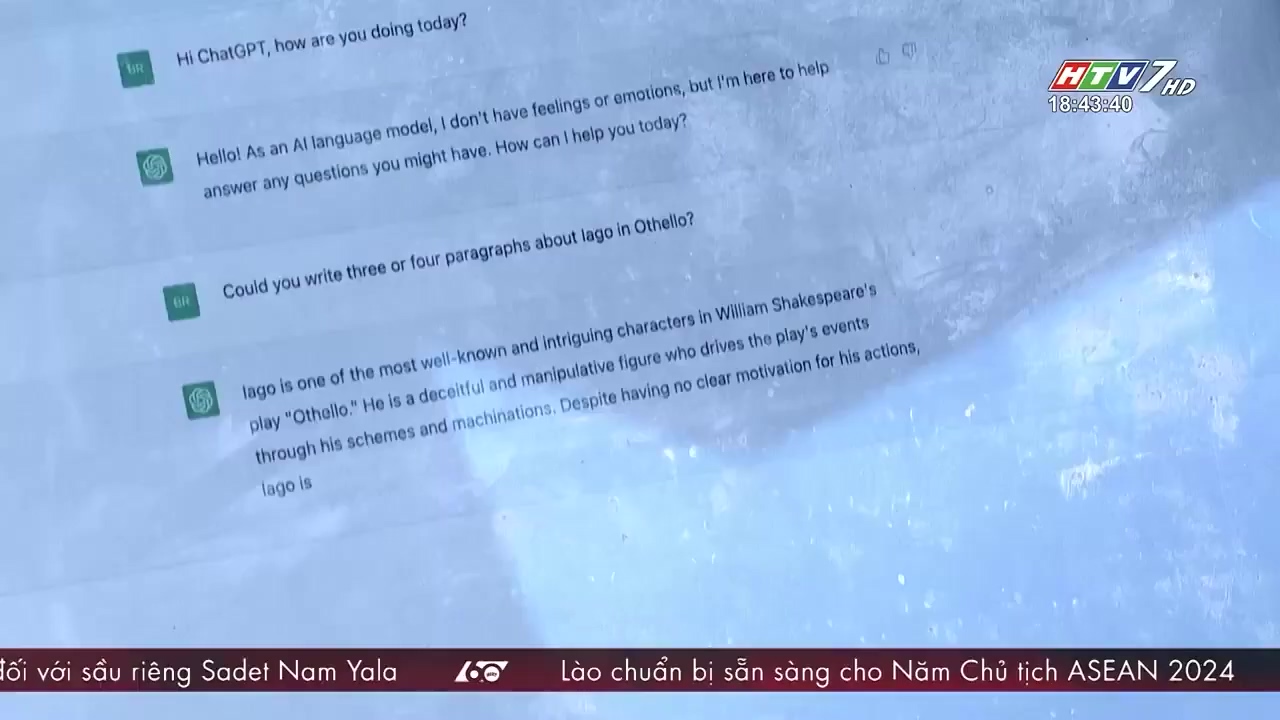 Hi ChatGPT, how are you doing today?
BR
HTV7 HD
18:43:40
Hello! As an AI language model, I don't have feelings or emotions, but I'm here to help
answer any questions you might have. How can I help you today?
Could you write three or four paragraphs about Iago in Othello?
BR
Iago is one of the most well-known and intriguing characters in William Shakespeare's
play "Othello." He is a deceitful and manipulative figure who drives the play's events
through his schemes and machinations. Despite having no clear motivation for his actions,
Iago is
đối với sầu riêng Sadet Nam Yala
60 giây
Lào chuẩn bị sẵn sàng cho Năm Chủ tịch ASEAN 2024